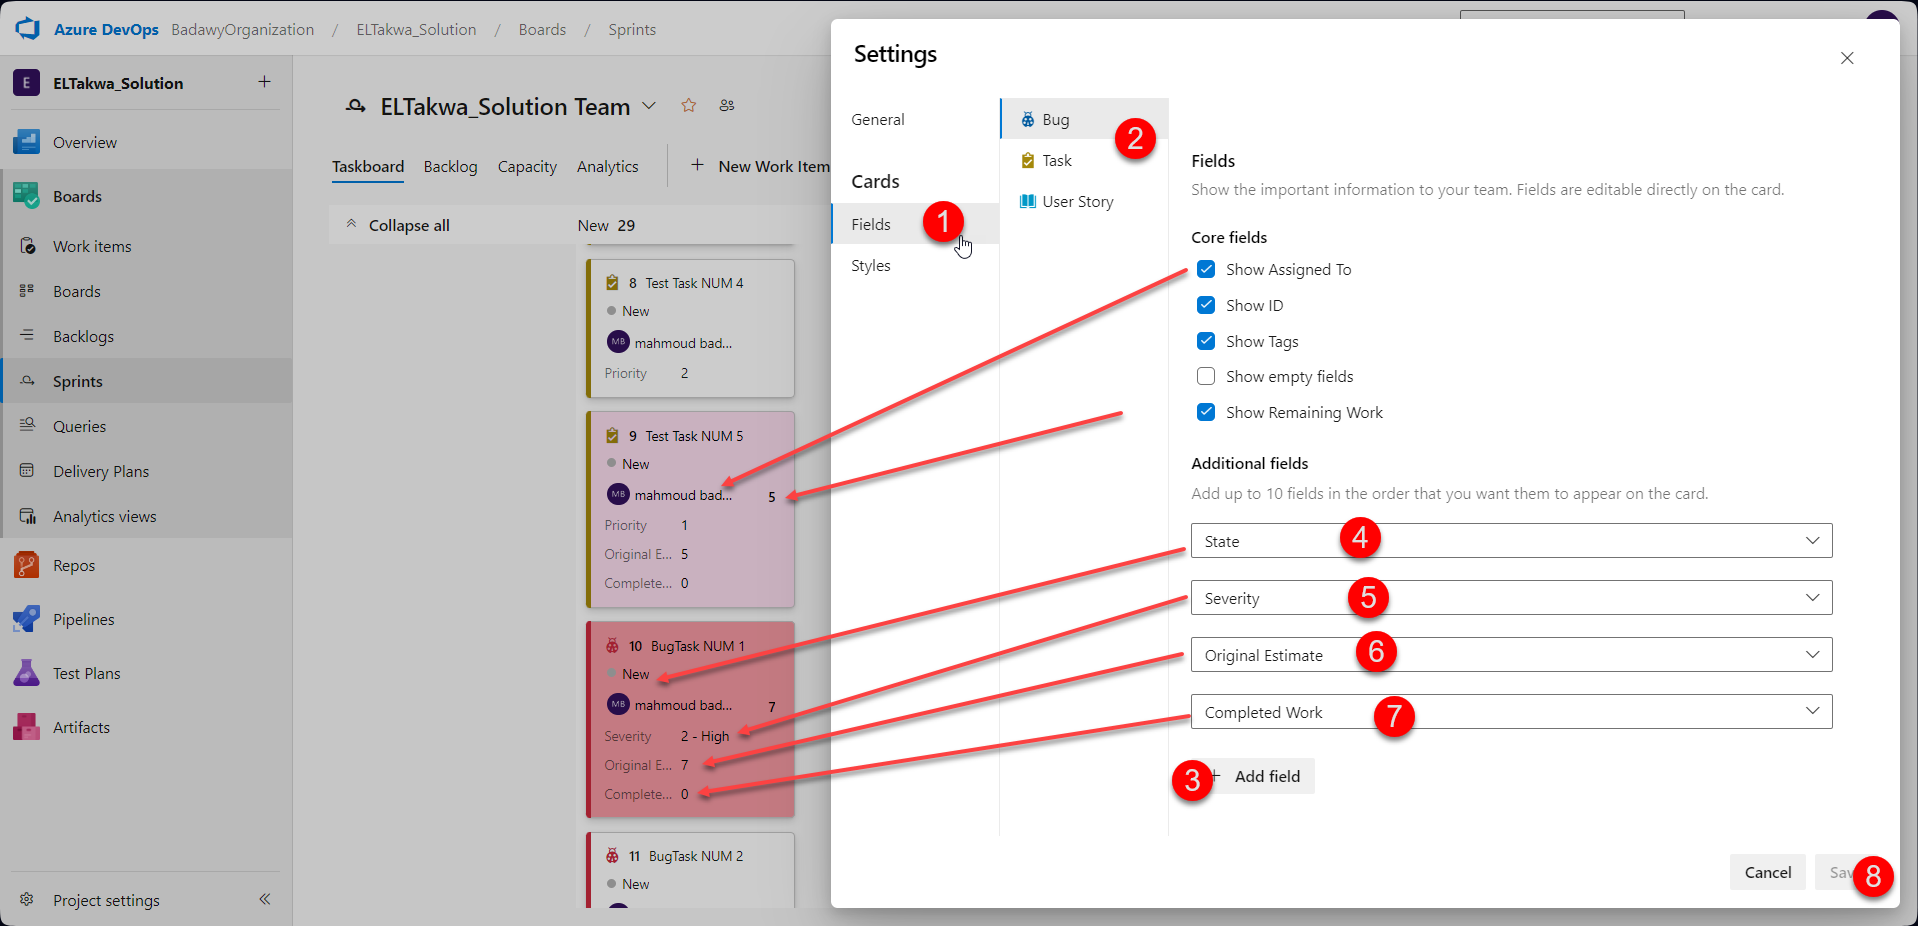 Azure DevOps BadawyOrganization / ELTakwa_Solution / Boards / Sprints
E ELTakwa_Solution +
Overview
Boards
Work items
Boards
Backlogs
Sprints
Queries
Delivery Plans
Analytics views
Repos
Pipelines
Test Plans
Artifacts
Project settings
ELTakwa_Solution Team
Taskboard Backlog Capacity Analytics + New Work Item
Collapse all New 29
8 Test Task NUM 4
New
MB mahmoud bad...
Priority 2
9 Test Task NUM 5
New
MB mahmoud bad... 5
Priority 1
Original E... 5
Complete... 0
10 BugTask NUM 1
New
MB mahmoud bad... 7
Severity 2 - High
Original E... 7
Complete... 0
11 BugTask NUM 2
New
Settings
General
Cards
Fields 1
Styles
Bug 2
Task
User Story
Fields
Show the important information to your team. Fields are editable directly on the card.
Core fields
Show Assigned To
Show ID
Show Tags
Show empty fields
Show Remaining Work
Additional fields
Add up to 10 fields in the order that you want them to appear on the card.
State 4
Severity 5
Original Estimate 6
Completed Work 7
3 + Add field
Cancel 8